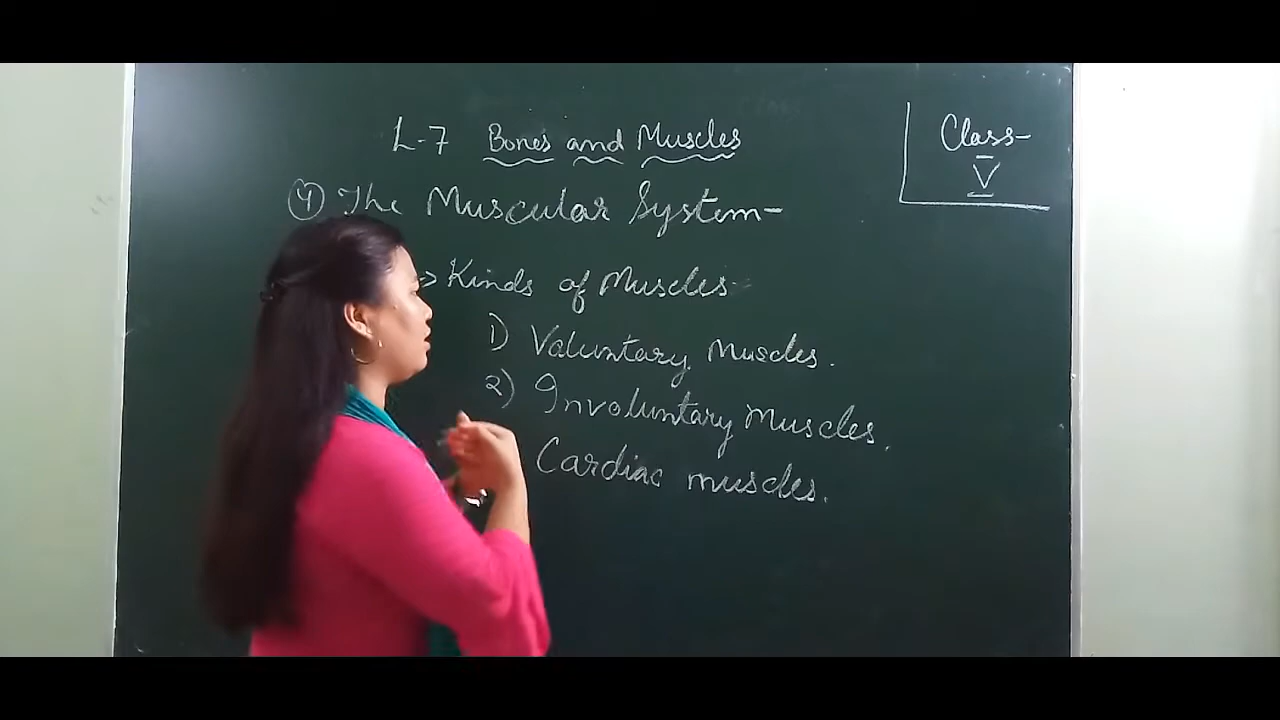 L-7 Bones and Muscles
Class-
V
4 The Muscular System-
=> Kinds of Muscles-
1) Valuntary Muscles.
2) Involuntary Muscles.
Cardiac muscles.